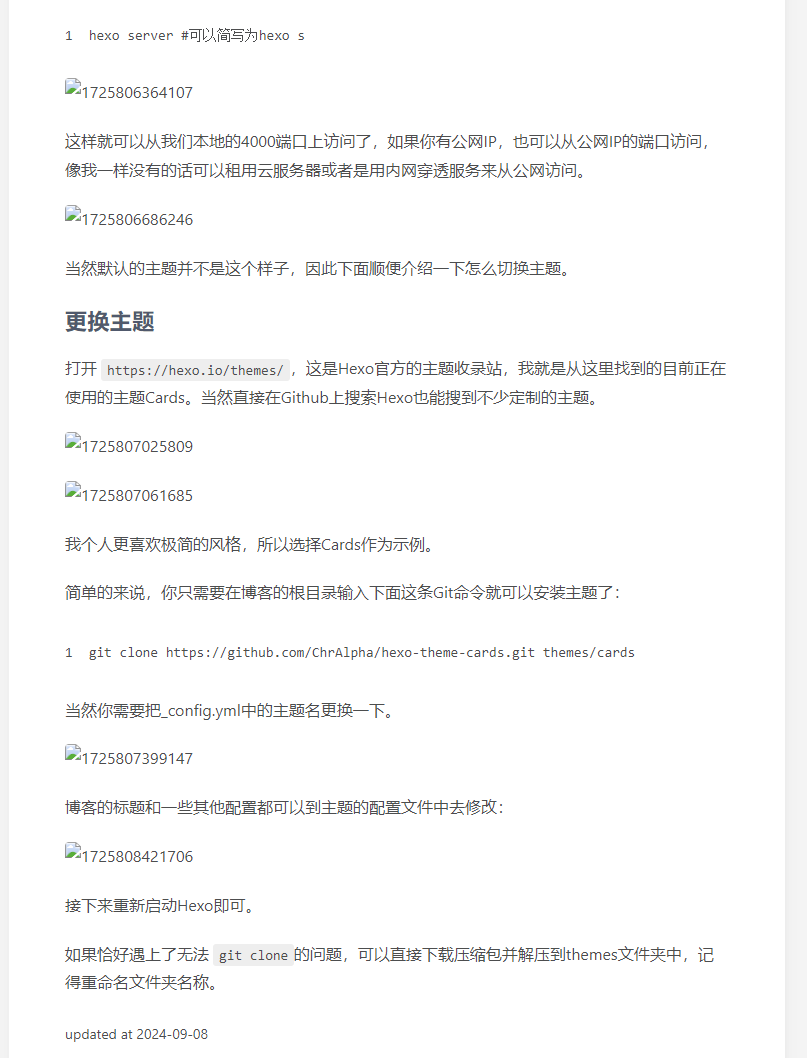 1 hexo server #可以简写为hexo s
1725806364107
这样就可以从我们本地的4000端口上访问了，如果你有公网IP，也可以从公网IP的端口访问，
像我一样没有的话可以租用云服务器或者是用内网穿透服务来从公网访问。
1725806686246
当然默认的主题并不是这个样子，因此下面顺便介绍一下怎么切换主题。
更换主题
打开 https://hexo.io/themes/ ，这是Hexo官方的主题收录站，我就是从这里找到的目前正在
使用的主题Cards。当然直接在Github上搜索Hexo也能搜到不少定制的主题。
1725807025809
1725807061685
我个人更喜欢极简的风格，所以选择Cards作为示例。
简单的来说，你只需要在博客的根目录输入下面这条Git命令就可以安装主题了：
1 git clone https://github.com/ChrAlpha/hexo-theme-cards.git themes/cards
当然你需要把_config.yml中的主题名更换一下。
1725807399147
博客的标题和一些其他配置都可以到主题的配置文件中去修改：
1725808421706
接下来重新启动Hexo即可。
如果恰好遇上了无法 git clone 的问题，可以直接下载压缩包并解压到themes文件夹中，记
得重命名文件夹名称。
updated at 2024-09-08